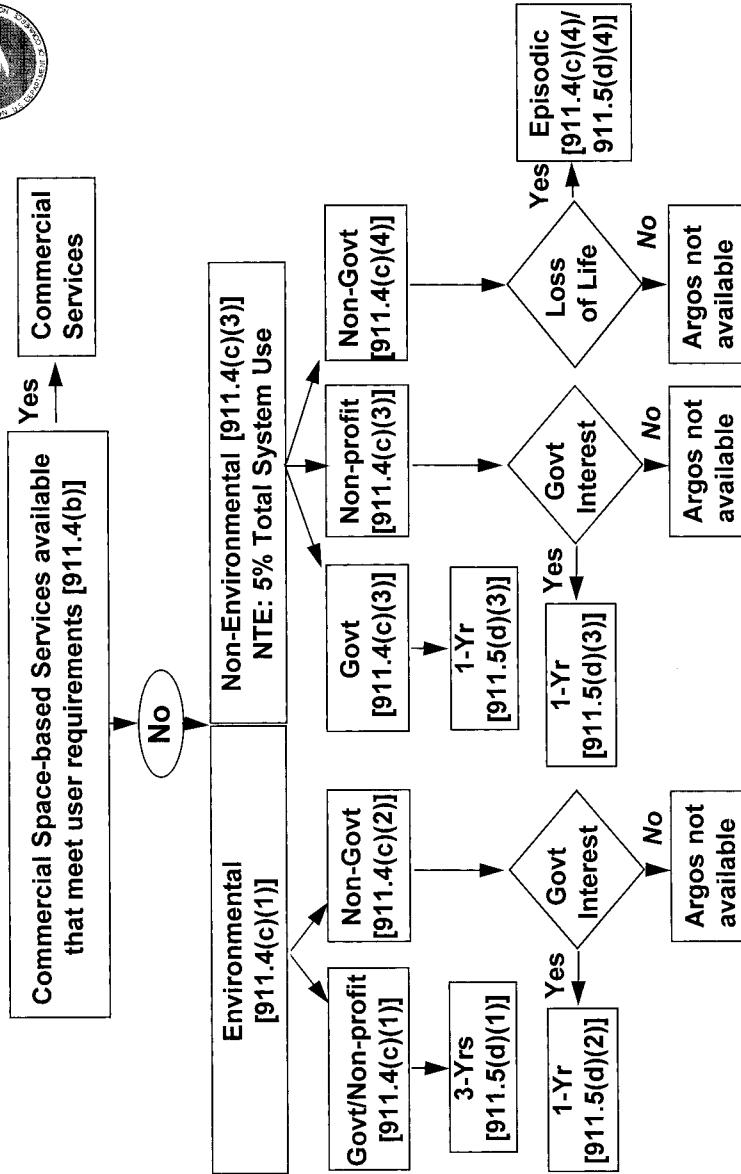 Commercial Space-based Services available
that meet user requirements [911.4(b)]
Yes
Commercial
Services
No
Environmental
[911.4(c)(1)]
Non-Environmental [911.4(c)(3)]
NTE: 5% Total System Use
Govt/Non-profit
[911.4(c)(1)]
Non-Govt
[911.4(c)(2)]
Govt
[911.4(c)(3)]
Non-profit
[911.4(c)(3)]
Non-Govt
[911.4(c)(4)]
3-Yrs
[911.5(d)(1)]
1-Yr
[911.5(d)(3)]
Govt
Interest
Govt
Interest
Loss
of Life
Yes
Episodic
[911.4(c)(4)/
911.5(d)(4)]
Yes
1-Yr
[911.5(d)(2)]
Yes
1-Yr
[911.5(d)(3)]
No
Argos not
available
No
Argos not
available
No
Argos not
available